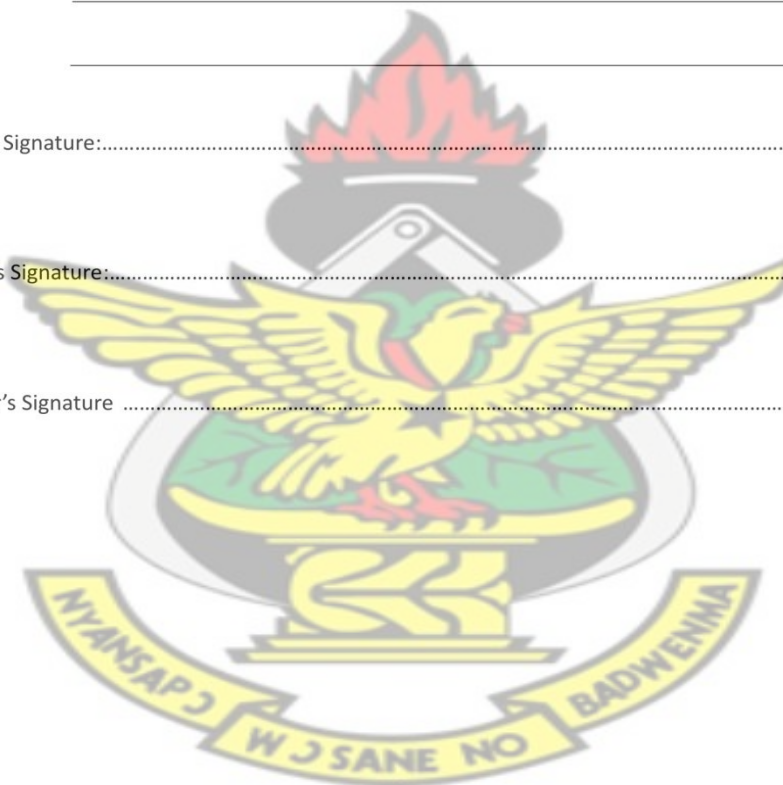 Signature:..........................................................................................................
s Signature:.........................................................................................................
r's Signature ......................................................................................................
NYANSAPƆ
WƆSANE NO
BADWENMA